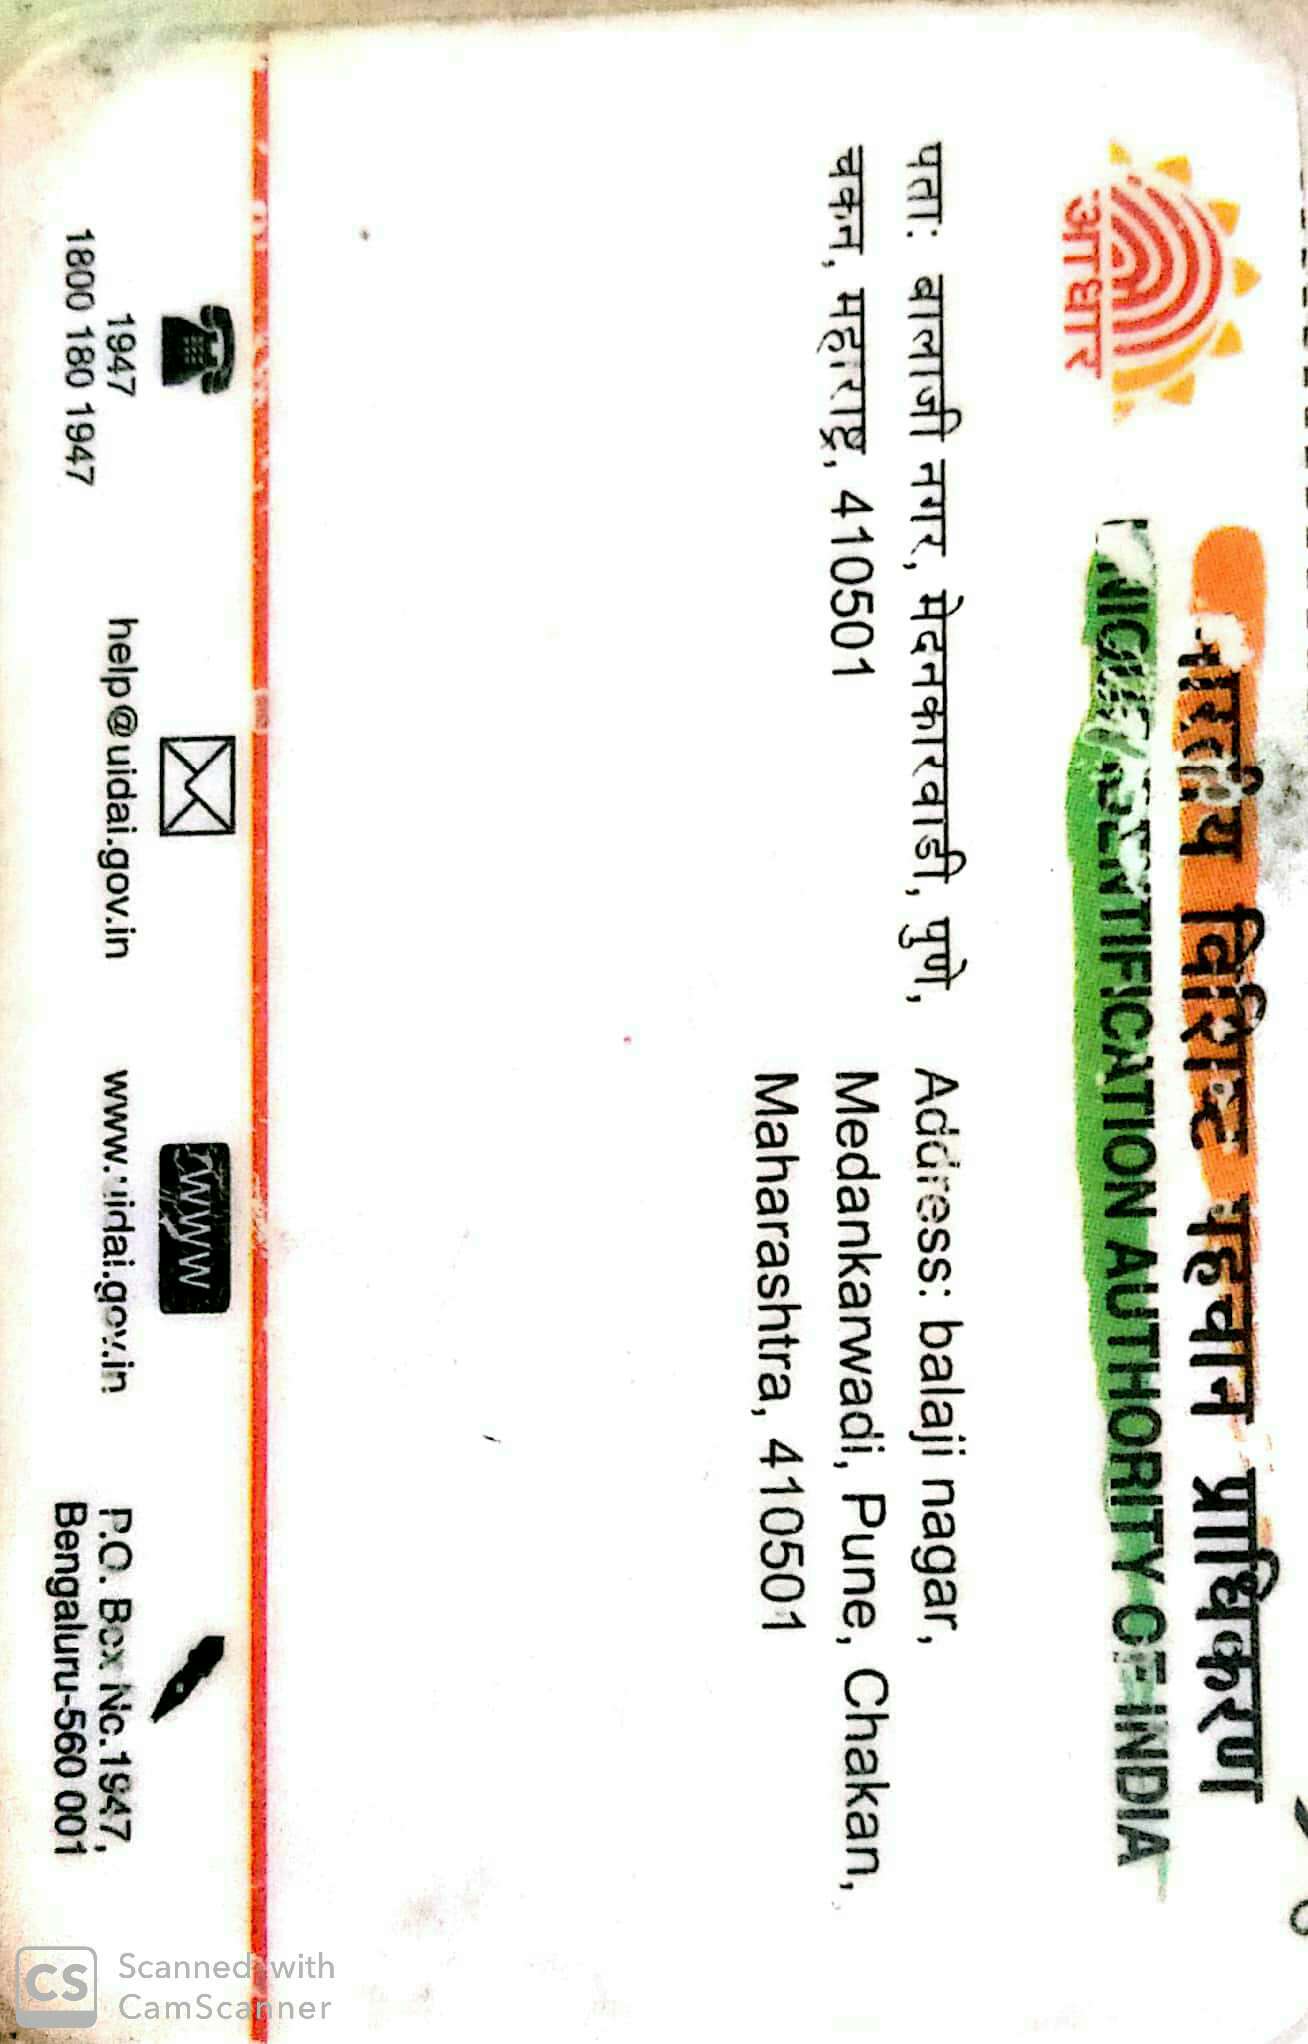 आधार
भारतीय विशिष्ट पहचान प्राधिकरण
UNIQUE IDENTIFICATION AUTHORITY OF INDIA
पता: बालाजी नगर, मेदनकारवाडी, पुणे,
चकन, महाराष्ट्र, 410501
Address: balaji nagar,
Medankarwadi, Pune, Chakan,
Maharashtra, 410501
1947
1800 180 1947
help@uidai.gov.in
WWW
www.uidai.gov.in
P.O. Box No.1947,
Bengaluru-560 001
CS
Scanned with
CamScanner